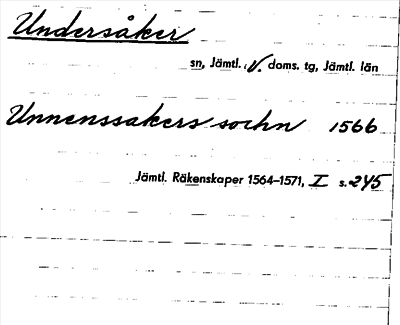 Undersåker
sn, Jämtl. V. doms. tg, Jämtl. län
Unnenssakers sochn 1566
Jämtl. Räkenskaper 1564–1571, I s. 245